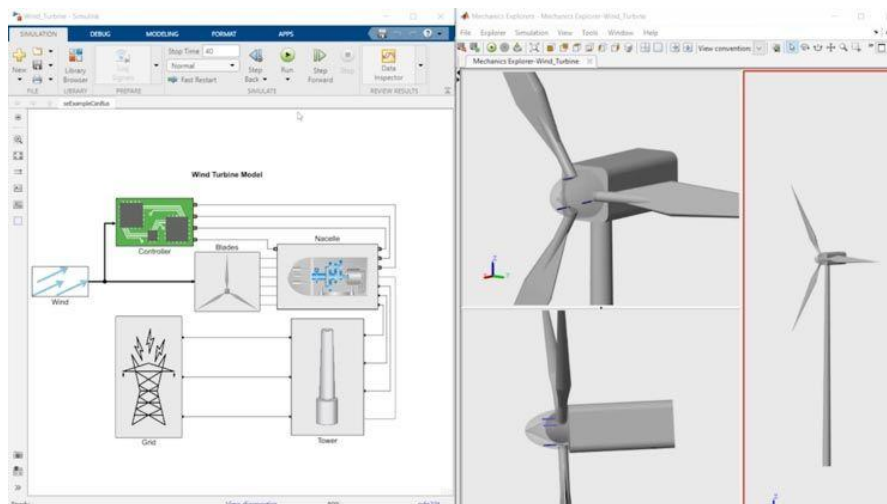 Wind_Turbine - Simulink
SIMULATION DEBUG MODELING FORMAT APPS
New
Library
Browser
Stop Time 40
Normal
Fast Restart
Step
Back
Run
Step
Forward
Stop
Data
Inspector
FILE LIBRARY PREPARE SIMULATE REVIEW RESULTS
Wind Turbine Model
Controller
Blades
Nacelle
Wind
Grid
Tower
Mechanics Explorer - Mechanics Explorer-Wind_Turbine
File Explorer Simulation View Tools Window Help
View convention:
Mechanics Explorer-Wind_Turbine